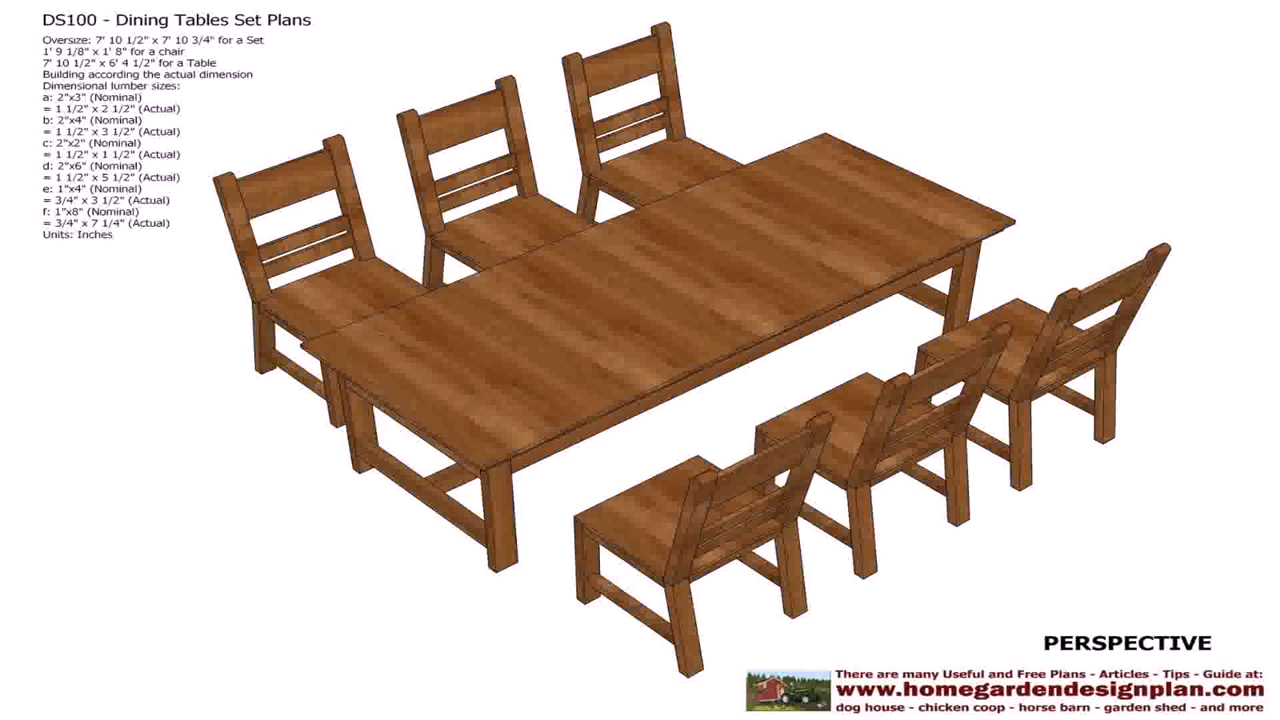 DS100 - Dining Tables Set Plans
Oversize: 7' 10 1/2" x 7' 10 3/4" for a Set
1' 9 1/8" x 1' 8" for a chair
7' 10 1/2" x 6' 4 1/2" for a Table
Building according the actual dimension
Dimensional lumber sizes:
a: 2"x3" (Nominal)
= 1 1/2" x 2 1/2" (Actual)
b: 2"x4" (Nominal)
= 1 1/2" x 3 1/2" (Actual)
c: 2"x2" (Nominal)
= 1 1/2" x 1 1/2" (Actual)
d: 2"x6" (Nominal)
= 1 1/2" x 5 1/2" (Actual)
e: 1"x4" (Nominal)
= 3/4" x 3 1/2" (Actual)
f: 1"x8" (Nominal)
= 3/4" x 7 1/4" (Actual)
Units: Inches
PERSPECTIVE
There are many Useful and Free Plans - Articles - Tips - Guide at:
www.homegardendesignplan.com
dog house - chicken coop - horse barn - garden shed - and more